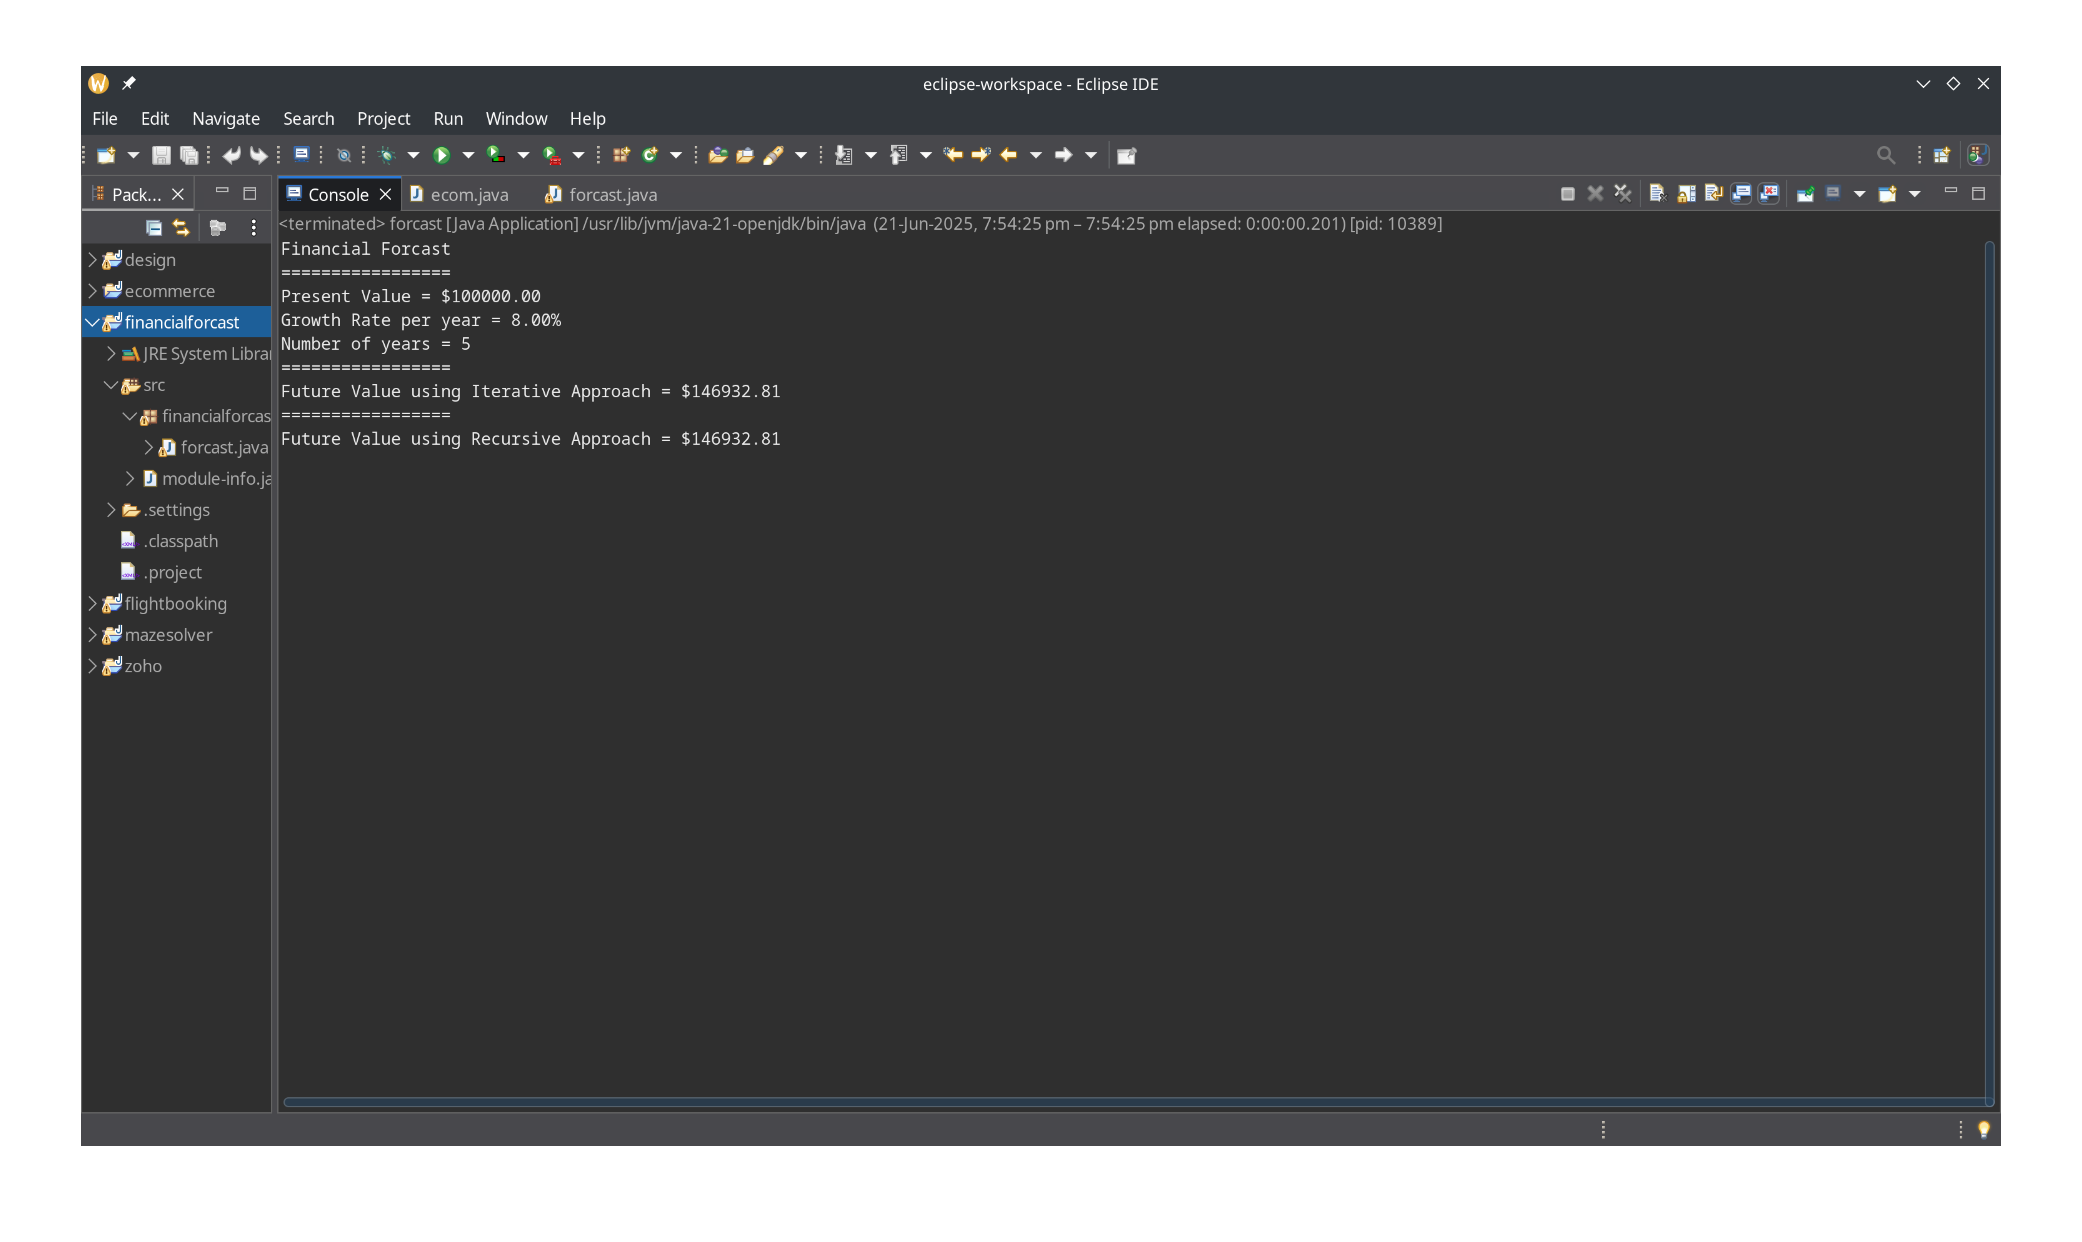 eclipse-workspace - Eclipse IDE
File Edit Navigate Search Project Run Window Help
Pack...
Console ecom.java forcast.java
<terminated> forcast [Java Application] /usr/lib/jvm/java-21-openjdk/bin/java (21-Jun-2025, 7:54:25 pm – 7:54:25 pm elapsed: 0:00:00.201) [pid: 10389]
design
ecommerce
financialforcast
JRE System Librar
src
financialforcas
forcast.java
module-info.ja
.settings
.classpath
.project
flightbooking
mazesolver
zoho
Financial Forcast
=================
Present Value = $100000.00
Growth Rate per year = 8.00%
Number of years = 5
=================
Future Value using Iterative Approach = $146932.81
=================
Future Value using Recursive Approach = $146932.81